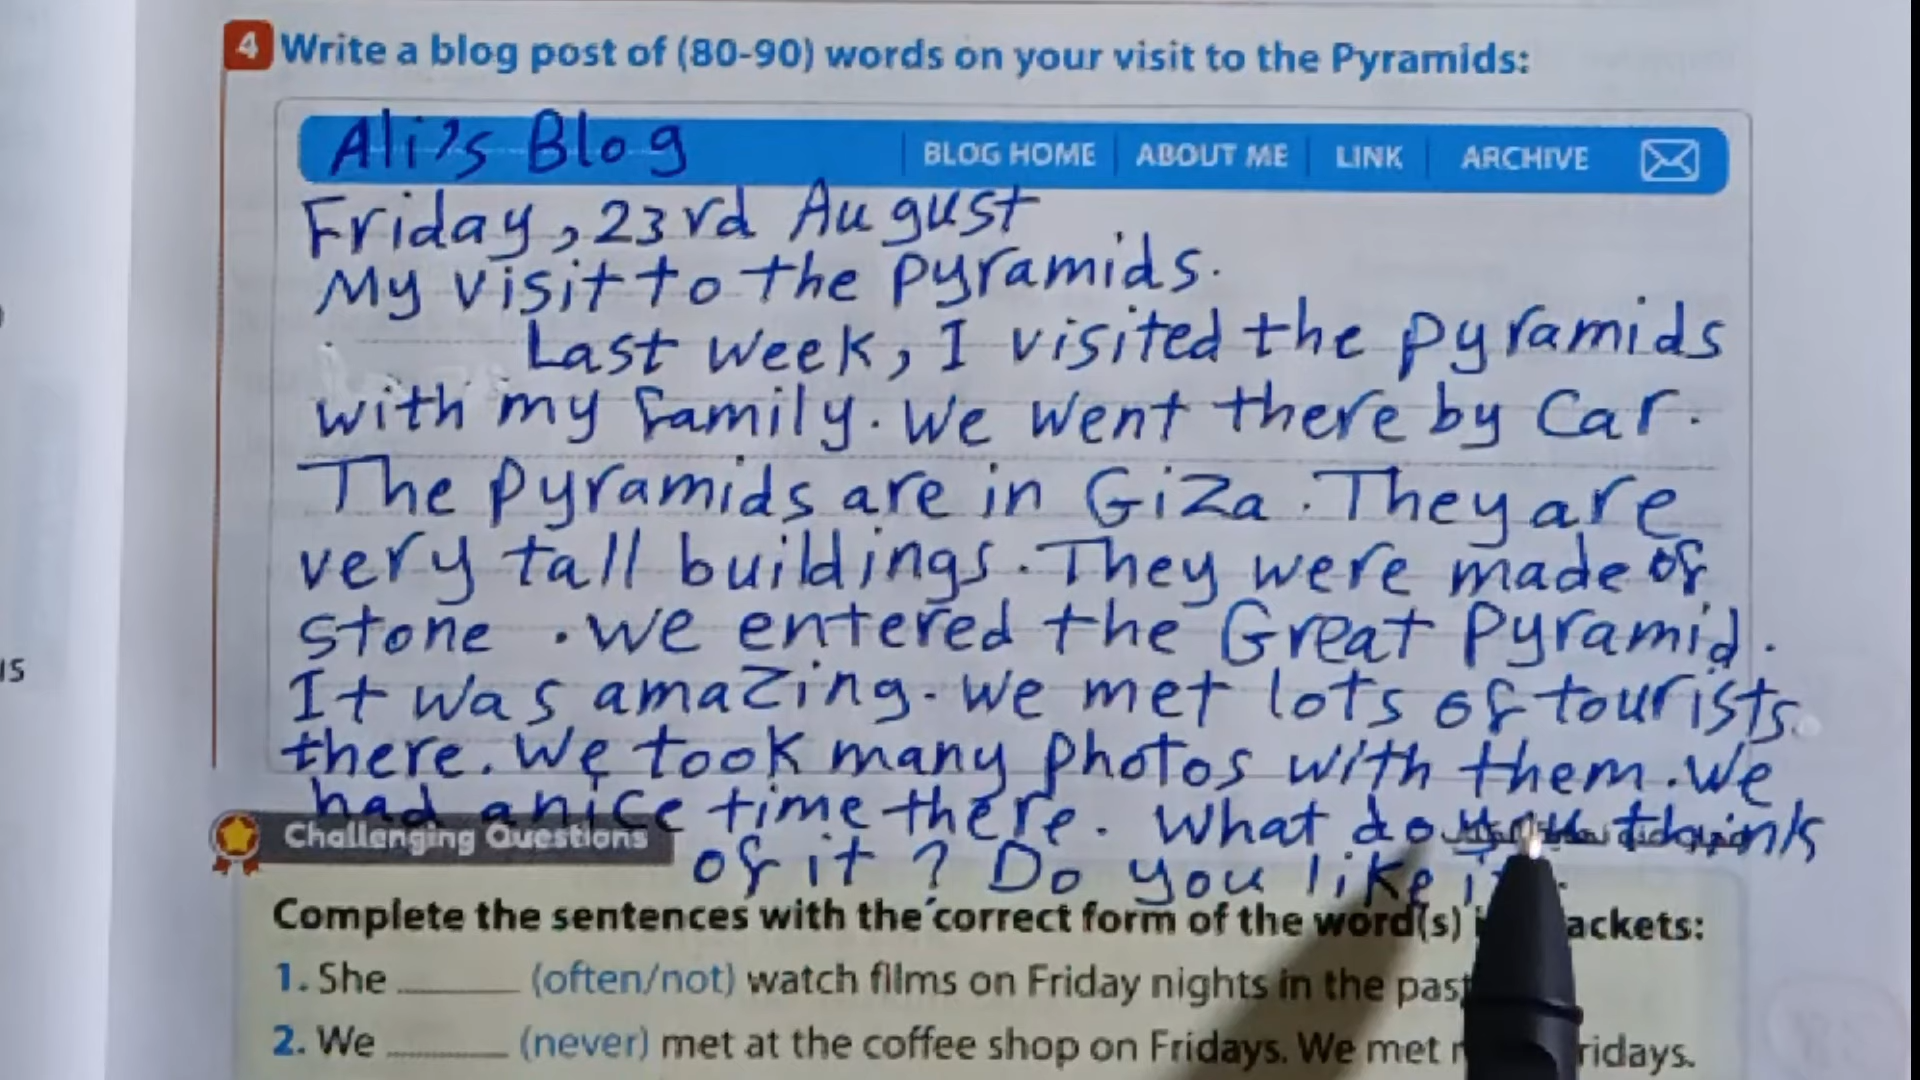 4 Write a blog post of (80-90) words on your visit to the Pyramids:
Ali's Blog BLOG HOME ABOUT ME LINK ARCHIVE
Friday, 23rd August
My visit to the pyramids.
Last week, I visited the pyramids
with my family. We went there by car.
The pyramids are in Giza. They are
very tall buildings. They were made of
stone. We entered the Great Pyramid.
It was amazing. We met lots of tourists
there. We took many photos with them. We
had a nice time there. What do you think
of it? Do you like
Challenging Questions
Complete the sentences with the correct form of the word(s)
1. She ______ (often/not) watch films on Friday nights in the past
2. We ______ (never) met at the coffee shop on Fridays. We met